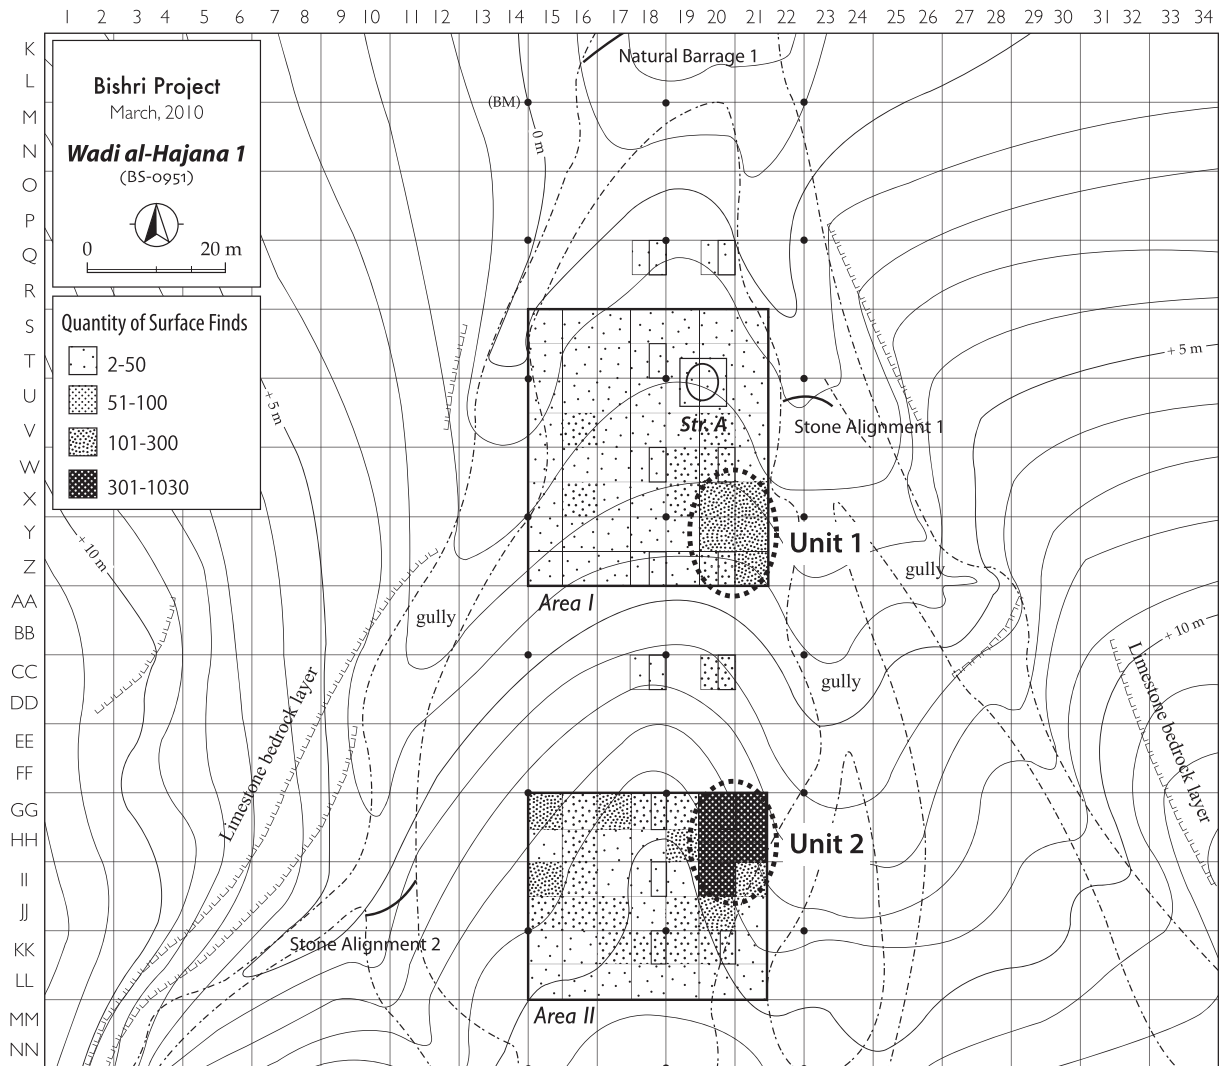 1 2 3 4 5 6 7 8 9 10 11 12 13 14 15 16 17 18 19 20 21 22 23 24 25 26 27 28 29 30 31 32 33 34
K
L
M
N
O
P
Q
R
S
T
U
V
W
X
Y
Z
AA
BB
CC
DD
EE
FF
GG
HH
II
JJ
KK
LL
MM
NN
Bishri Project
March, 2010
Wadi al-Hajana 1
(BS-0951)
0 20 m
Quantity of Surface Finds
2-50
51-100
101-300
301-1030
Natural Barrage 1
(BM)
0 m
+5 m
+5 m
Str. A
Stone Alignment 1
+10 m
Unit 1
gully
Area I
gully
+10 m
gully
Limestone bedrock layer
Limestone bedrock layer
Unit 2
Stone Alignment 2
Area II